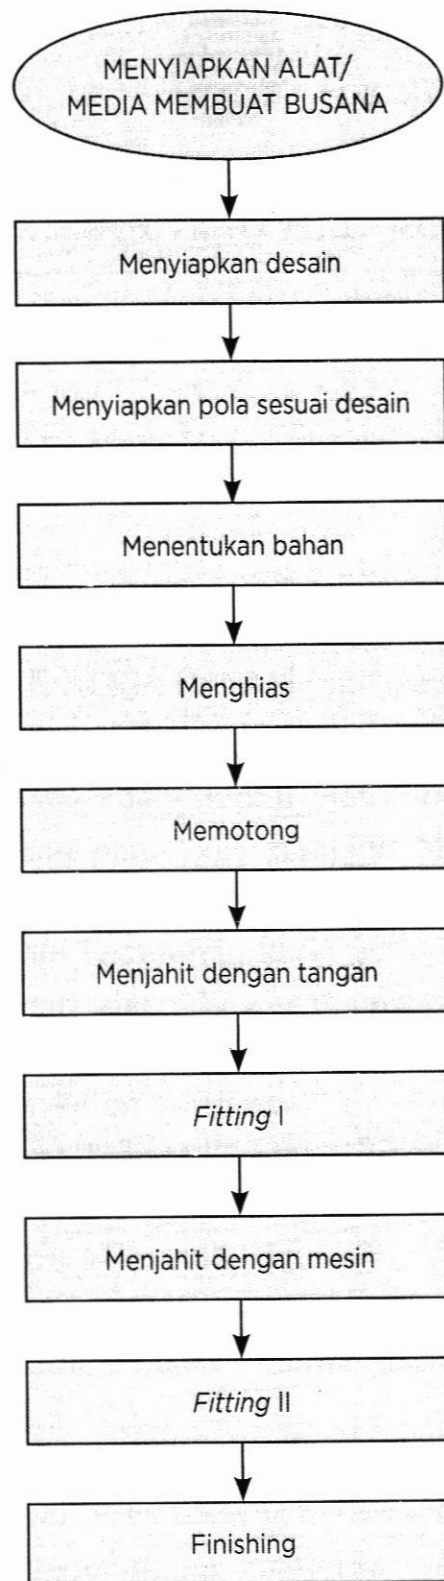 MENYIAPKAN ALAT/
MEDIA MEMBUAT BUSANA
Menyiapkan desain
Menyiapkan pola sesuai desain
Menentukan bahan
Menghias
Memotong
Menjahit dengan tangan
Fitting I
Menjahit dengan mesin
Fitting II
Finishing